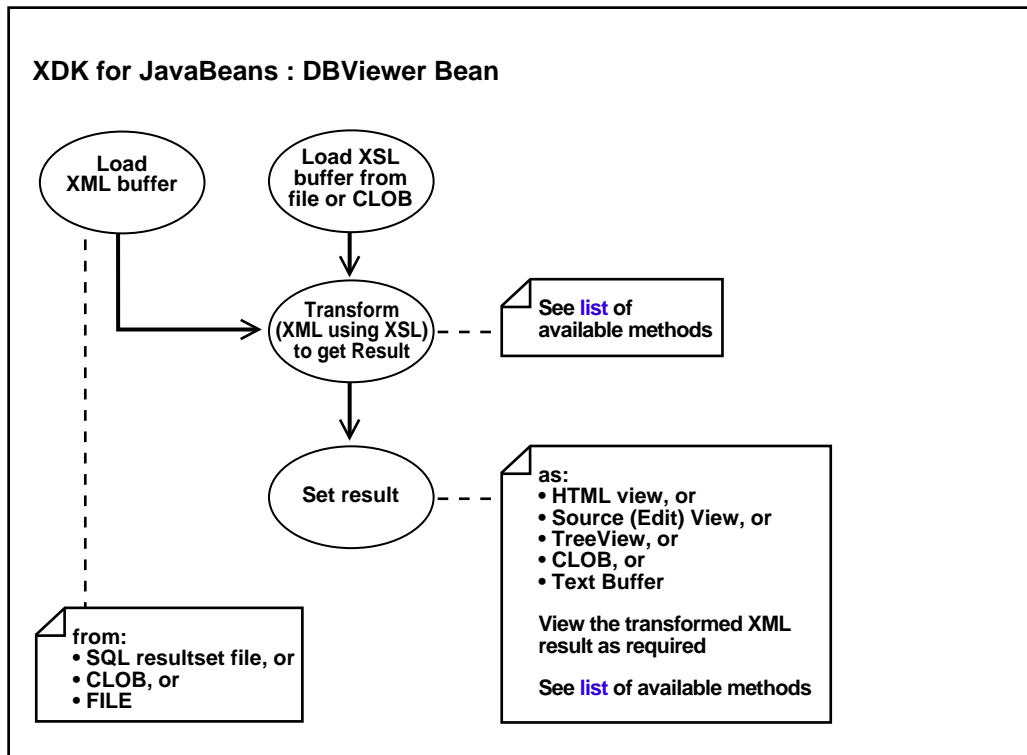 XDK for JavaBeans : DBViewer Bean
Load
XML buffer
Load XSL
buffer from
file or CLOB
Transform
(XML using XSL)
to get Result
See list of
available methods
Set result
as:
• HTML view, or
• Source (Edit) View, or
• TreeView, or
• CLOB, or
• Text Buffer
View the transformed XML
result as required
See list of available methods
from:
• SQL resultset file, or
• CLOB, or
• FILE